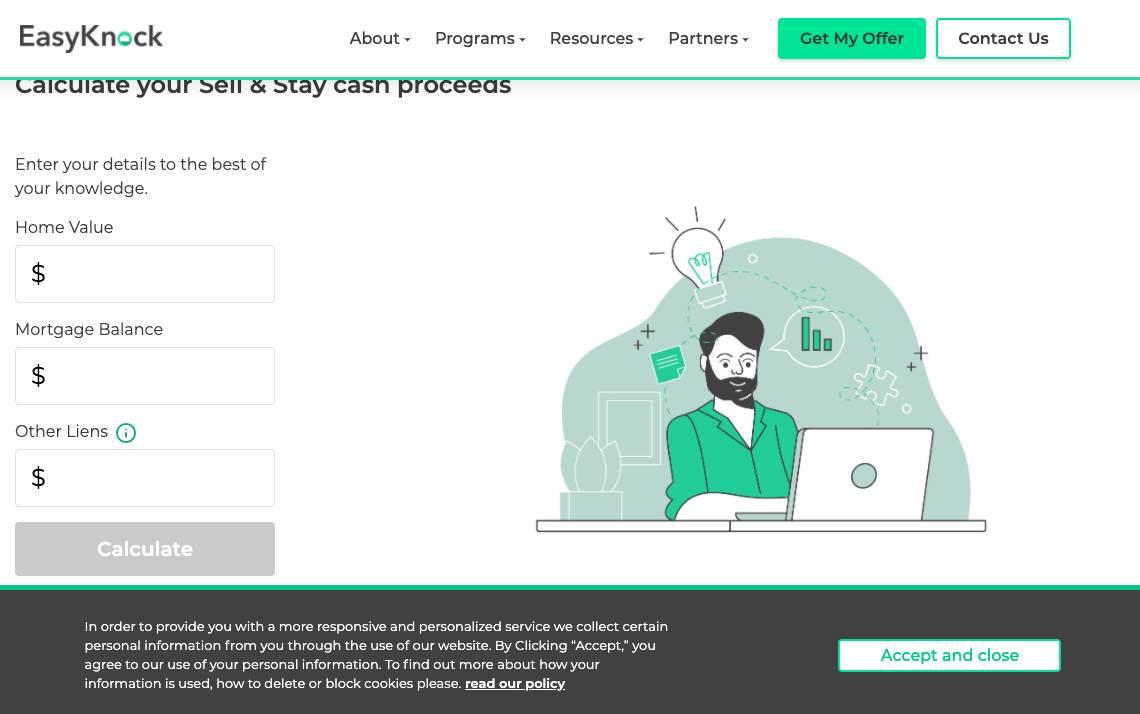 EasyKnock
About
Programs
Resources
Partners
Get My Offer
Contact Us
Calculate your Sell & Stay cash proceeds
Enter your details to the best of
your knowledge.
Home Value
$
Mortgage Balance
$
Other Liens
$
Calculate
In order to provide you with a more responsive and personalized service we collect certain
personal information from you through the use of our website. By Clicking “Accept,” you
agree to our use of your personal information. To find out more about how your
information is used, how to delete or block cookies please. read our policy
Accept and close